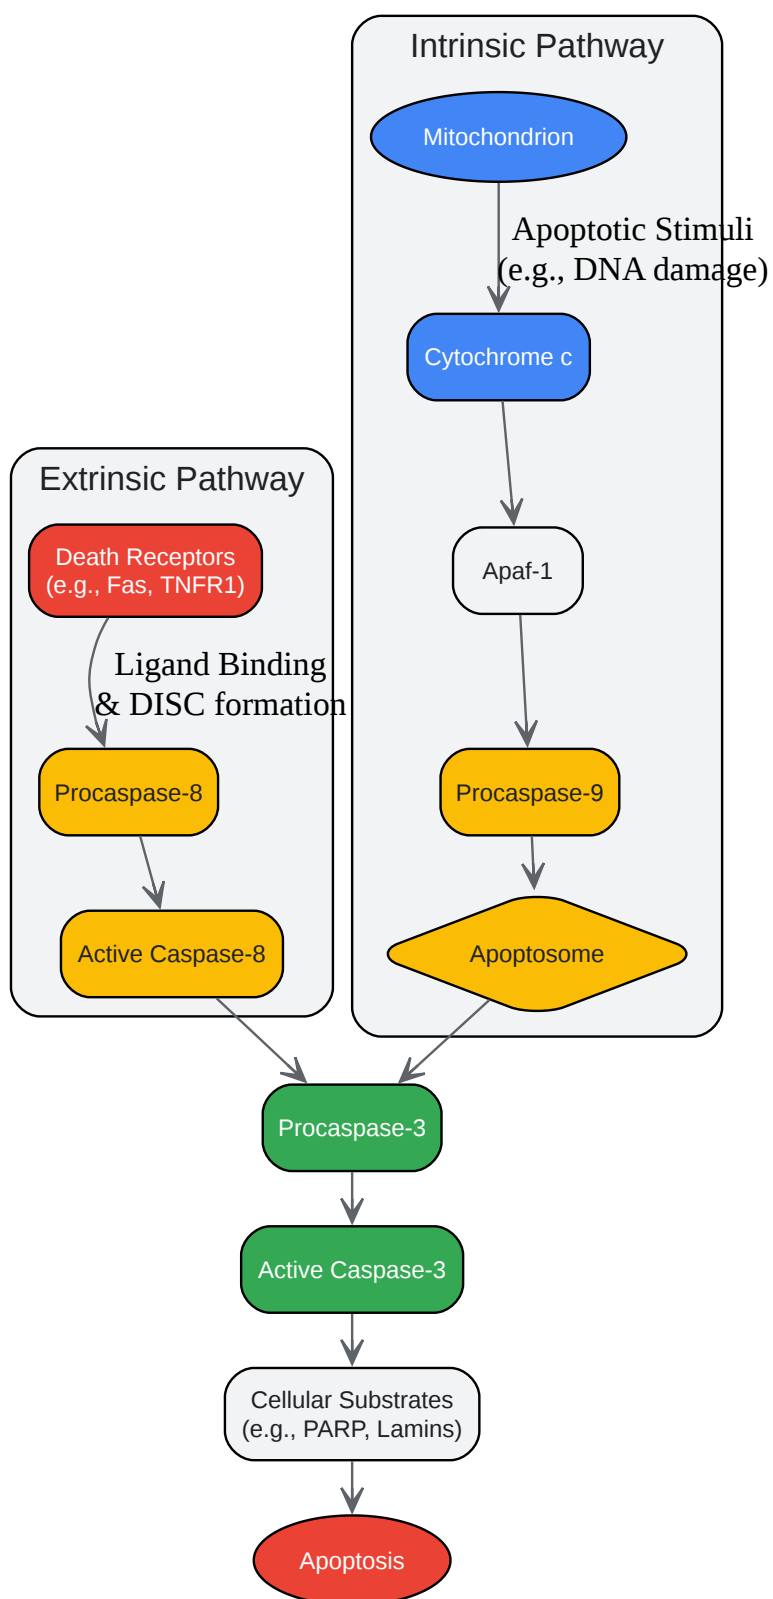 Intrinsic Pathway
Mitochondrion
Apoptotic Stimuli
(e.g., DNA damage)
Cytochrome c
Apaf-1
Procaspase-9
Apoptosome
Extrinsic Pathway
Death Receptors
(e.g., Fas, TNFR1)
Ligand Binding
& DISC formation
Procaspase-8
Active Caspase-8
Procaspase-3
Active Caspase-3
Cellular Substrates
(e.g., PARP, Lamins)
Apoptosis